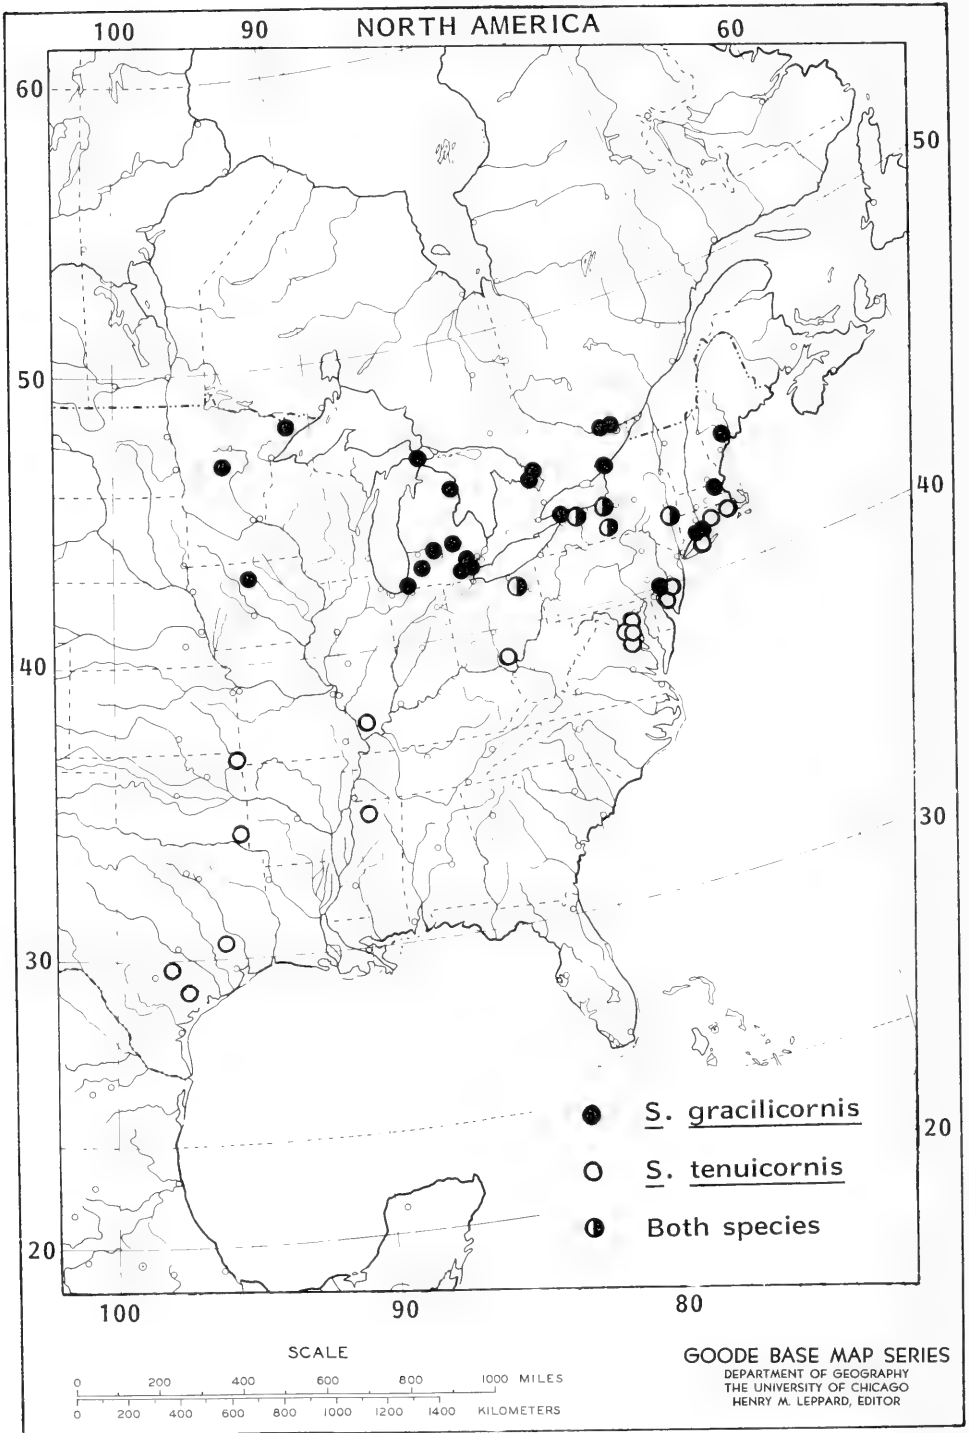 NORTH AMERICA
100 90 60
60
50
50
40
40
30
30
20
20
S. gracilicornis
S. tenuicornis
Both species
100 90 80
SCALE
0 200 400 600 800 1000 MILES
0 200 400 600 800 1000 1200 1400 KILOMETERS
GOODE BASE MAP SERIES
DEPARTMENT OF GEOGRAPHY
THE UNIVERSITY OF CHICAGO
HENRY M. LEPPARD, EDITOR